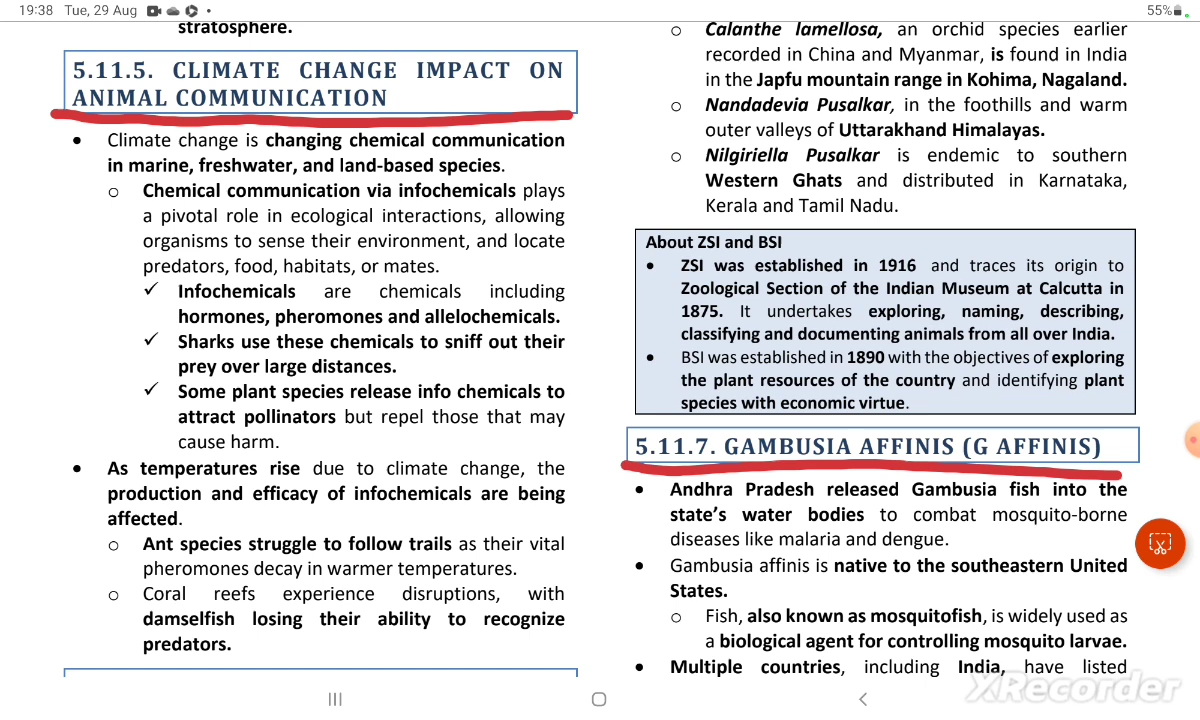 19:38 Tue, 29 Aug
55%
stratosphere.
5.11.5. CLIMATE CHANGE IMPACT ON
ANIMAL COMMUNICATION
• Climate change is changing chemical communication
in marine, freshwater, and land-based species.
o Chemical communication via infochemicals plays
a pivotal role in ecological interactions, allowing
organisms to sense their environment, and locate
predators, food, habitats, or mates.
✓ Infochemicals are chemicals including
hormones, pheromones and allelochemicals.
✓ Sharks use these chemicals to sniff out their
prey over large distances.
✓ Some plant species release info chemicals to
attract pollinators but repel those that may
cause harm.
• As temperatures rise due to climate change, the
production and efficacy of infochemicals are being
affected.
o Ant species struggle to follow trails as their vital
pheromones decay in warmer temperatures.
o Coral reefs experience disruptions, with
damselfish losing their ability to recognize
predators.
o Calanthe lamellosa, an orchid species earlier
recorded in China and Myanmar, is found in India
in the Japfu mountain range in Kohima, Nagaland.
o Nandadevia Pusalkar, in the foothills and warm
outer valleys of Uttarakhand Himalayas.
o Nilgiriella Pusalkar is endemic to southern
Western Ghats and distributed in Karnataka,
Kerala and Tamil Nadu.
About ZSI and BSI
• ZSI was established in 1916 and traces its origin to
Zoological Section of the Indian Museum at Calcutta in
1875. It undertakes exploring, naming, describing,
classifying and documenting animals from all over India.
• BSI was established in 1890 with the objectives of exploring
the plant resources of the country and identifying plant
species with economic virtue.
5.11.7. GAMBUSIA AFFINIS (G AFFINIS)
• Andhra Pradesh released Gambusia fish into the
state's water bodies to combat mosquito-borne
diseases like malaria and dengue.
• Gambusia affinis is native to the southeastern United
States.
o Fish, also known as mosquitofish, is widely used as
a biological agent for controlling mosquito larvae.
• Multiple countries, including India, have listed
XRecorder